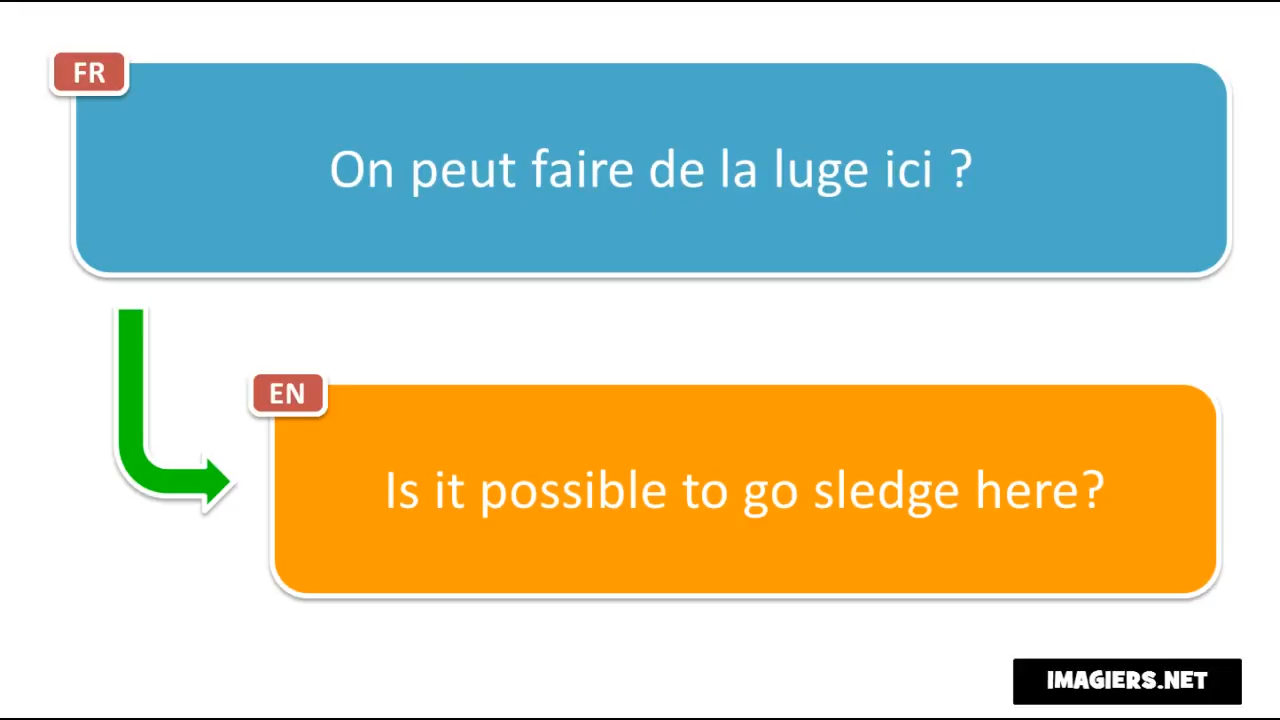 FR
On peut faire de la luge ici ?
EN
Is it possible to go sledge here?
IMAGIERS.NET